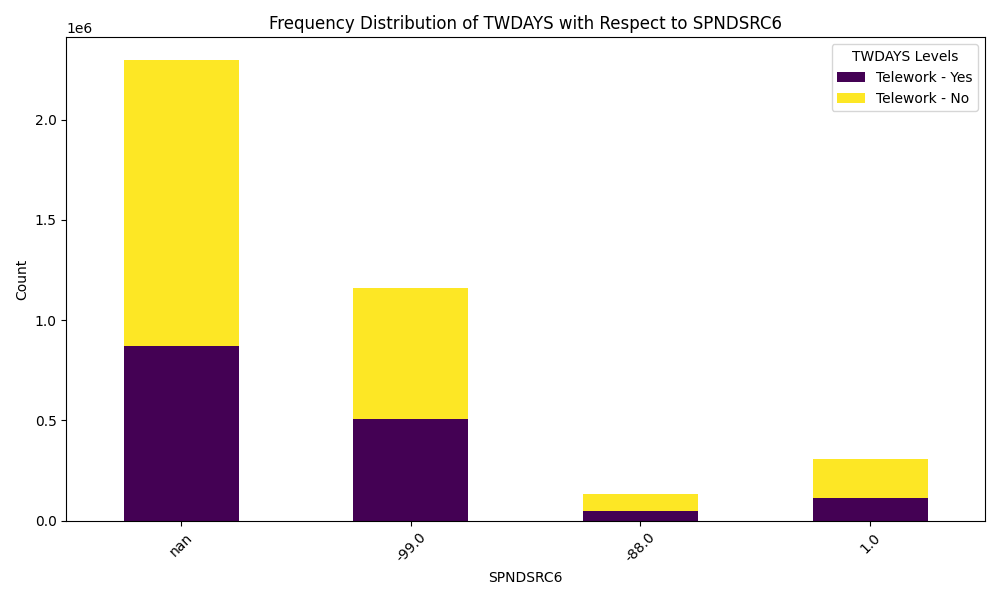 Frequency Distribution of TWDAYS with Respect to SPNDSRC6
1e6
TWDAYS Levels
Telework - Yes
Telework - No
2.0
1.5
1.0
0.5
0.0
Count
nan
-99.0
-88.0
1.0
SPNDSRC6